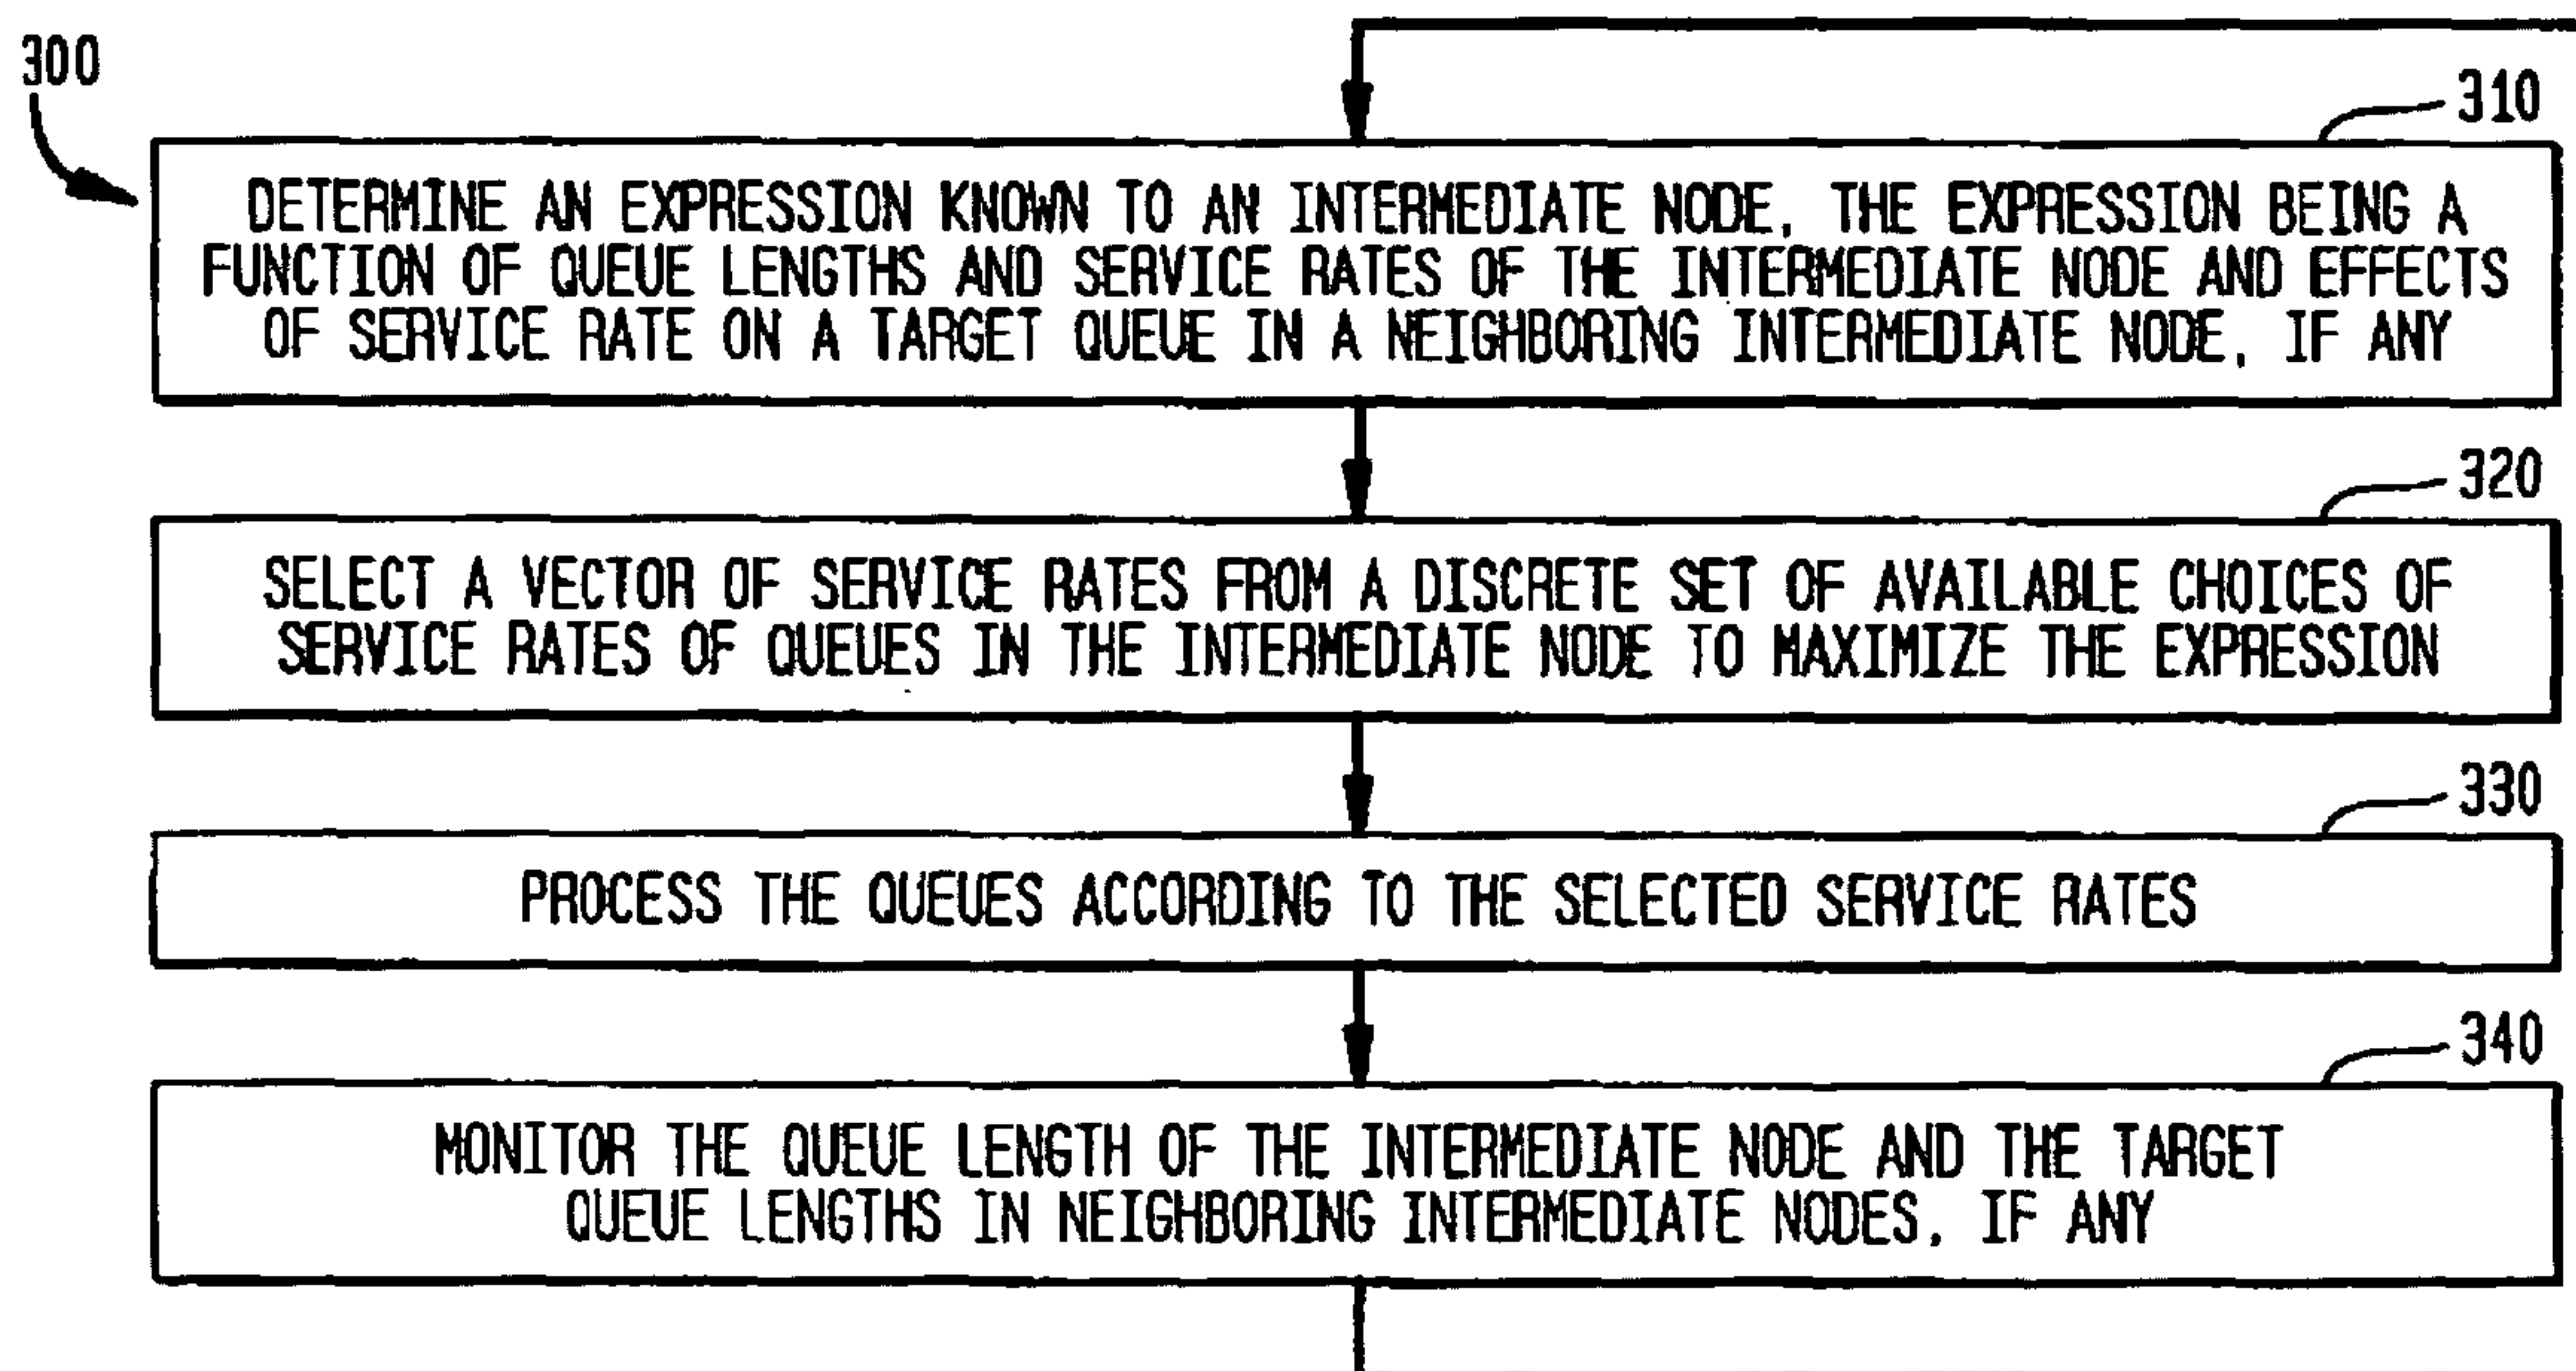 300
310
DETERMINE AN EXPRESSION KNOWN TO AN INTERMEDIATE NODE, THE EXPRESSION BEING A
FUNCTION OF QUEUE LENGTHS AND SERVICE RATES OF THE INTERMEDIATE NODE AND EFFECTS
OF SERVICE RATE ON A TARGET QUEUE IN A NEIGHBORING INTERMEDIATE NODE, IF ANY
320
SELECT A VECTOR OF SERVICE RATES FROM A DISCRETE SET OF AVAILABLE CHOICES OF
SERVICE RATES OF QUEUES IN THE INTERMEDIATE NODE TO MAXIMIZE THE EXPRESSION
330
PROCESS THE QUEUES ACCORDING TO THE SELECTED SERVICE RATES
340
MONITOR THE QUEUE LENGTH OF THE INTERMEDIATE NODE AND THE TARGET
QUEUE LENGTHS IN NEIGHBORING INTERMEDIATE NODES, IF ANY